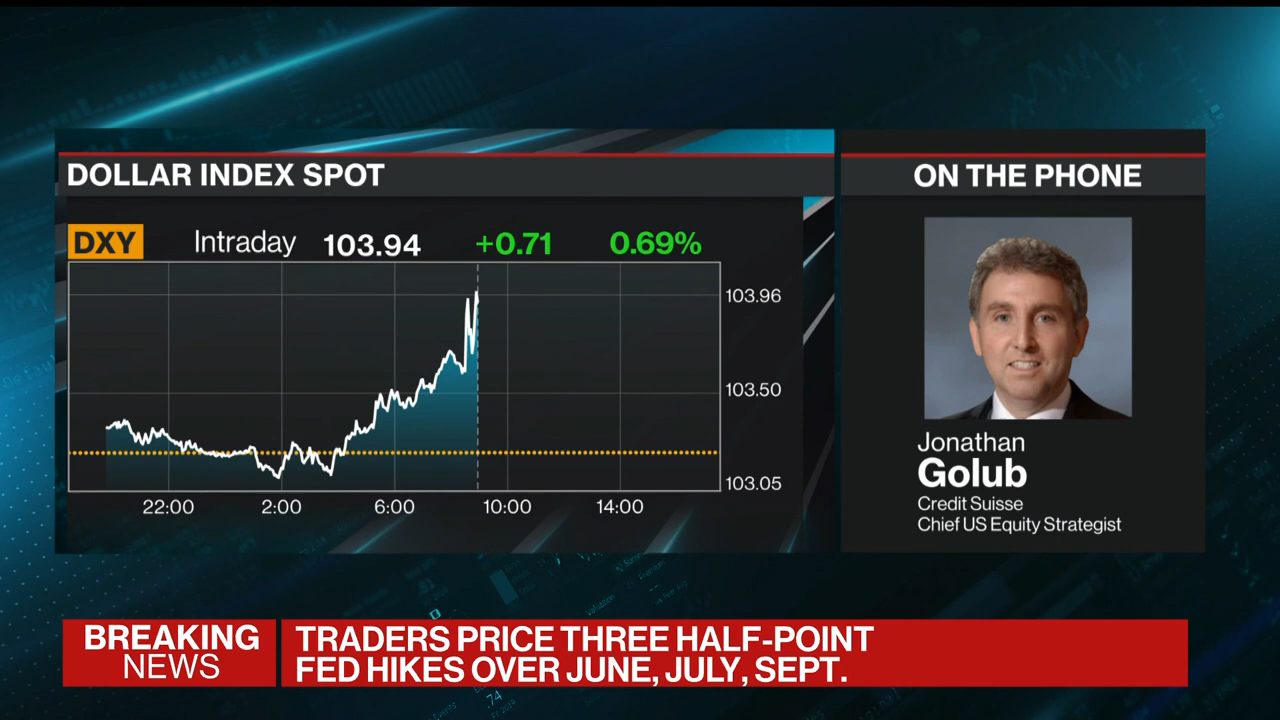 DOLLAR INDEX SPOT
DXY Intraday 103.94 +0.71 0.69%
103.96
103.50
103.05
22:00 2:00 6:00 10:00 14:00
ON THE PHONE
Jonathan
Golub
Credit Suisse
Chief US Equity Strategist
BREAKING
NEWS
TRADERS PRICE THREE HALF-POINT
FED HIKES OVER JUNE, JULY, SEPT.
.74